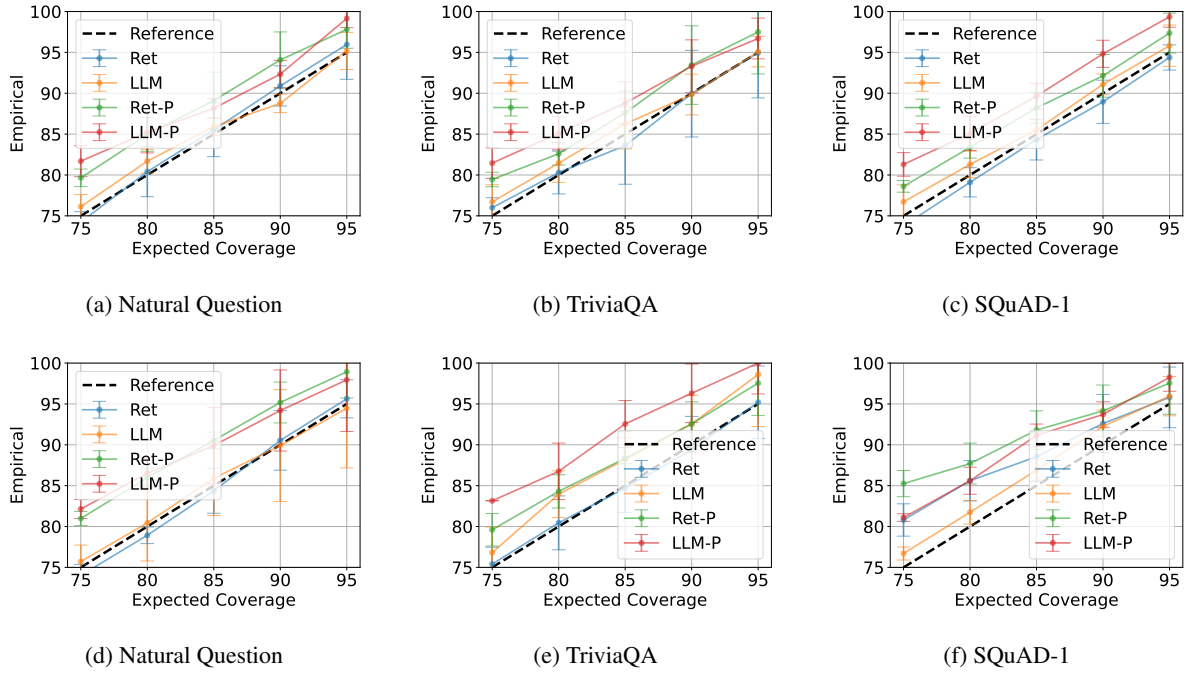 100
95
90
85
80
75
Empirical
Reference
Ret
LLM
Ret-P
LLM-P
75 80 85 90 95
Expected Coverage
(a) Natural Question
100
95
90
85
80
75
Empirical
Reference
Ret
LLM
Ret-P
LLM-P
75 80 85 90 95
Expected Coverage
(b) TriviaQA
100
95
90
85
80
75
Empirical
Reference
Ret
LLM
Ret-P
LLM-P
75 80 85 90 95
Expected Coverage
(c) SQuAD-1
100
95
90
85
80
75
Empirical
Reference
Ret
LLM
Ret-P
LLM-P
75 80 85 90 95
Expected Coverage
(d) Natural Question
100
95
90
85
80
75
Empirical
Reference
Ret
LLM
Ret-P
LLM-P
75 80 85 90 95
Expected Coverage
(e) TriviaQA
100
95
90
85
80
75
Empirical
Reference
Ret
LLM
Ret-P
LLM-P
75 80 85 90 95
Expected Coverage
(f) SQuAD-1